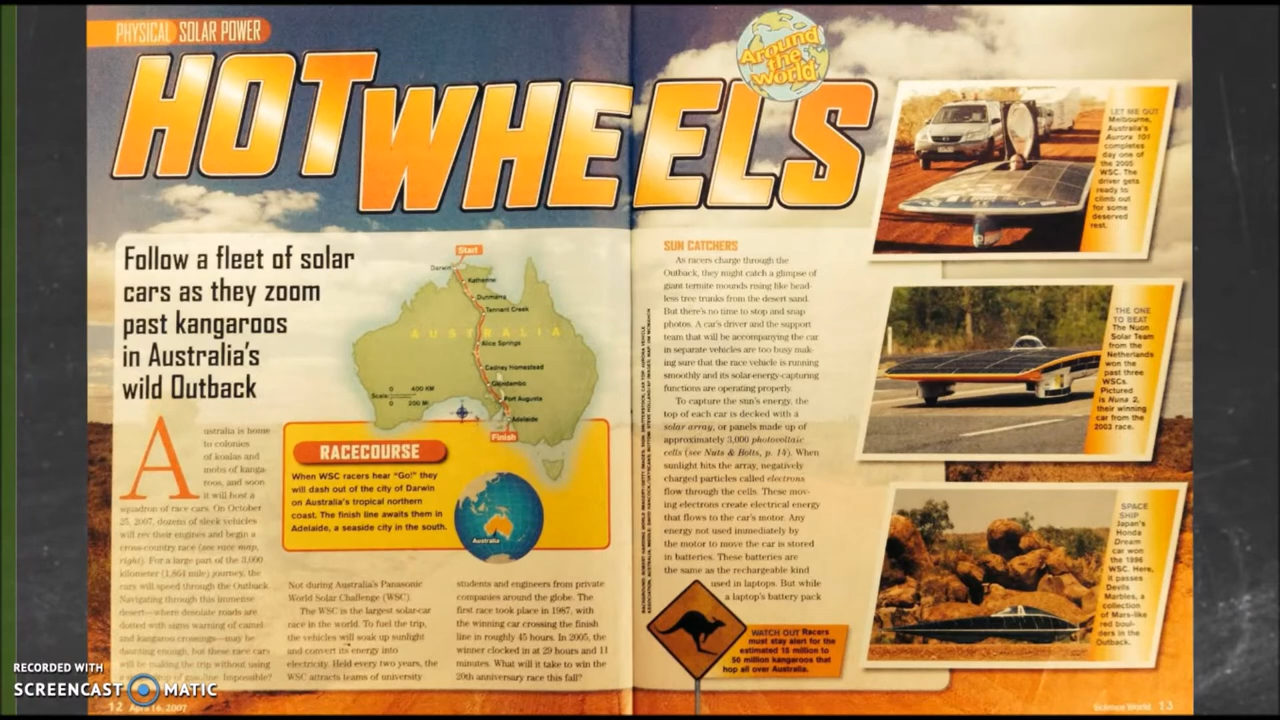 PHYSICAL SOLAR POWER
HOT WHEELS
Around
the
world
Follow a fleet of solar
cars as they zoom
past kangaroos
in Australia's
wild Outback
Australia is home
to colonies
of koalas and
mobs of kanga-
roos, and soon
it will host a
squadron of race cars. On October
25, 2007, dozens of sleek vehicles
will rev their engines and begin a
cross-country race (see race map,
right). For a large part of the 3,000
kilometer (1,864 mile) journey, the
cars will speed through the Outback.
Navigating through this immense
desert—where desolate roads are
dotted with signs warning of camel
and kangaroo crossings—may be
daunting enough, but these race cars
will be making the trip without using
a drop of gasoline. Impossible?
Start
Darwin
Katherine
Dunmarra
Tennant Creek
AUSTRALIA
Alice Springs
Cadney Homestead
Glendambo
Port Augusta
Adelaide
Finish
0 400 KM
Scale
0 200 MI
RACECOURSE
When WSC racers hear "Go!" they
will dash out of the city of Darwin
on Australia's tropical northern
coast. The finish line awaits them in
Adelaide, a seaside city in the south.
Australia
Not during Australia's Panasonic
World Solar Challenge (WSC).
The WSC is the largest solar-car
race in the world. To fuel the trip,
the vehicles will soak up sunlight
and convert its energy into
electricity. Held every two years, the
WSC attracts teams of university
students and engineers from private
companies around the globe. The
first race took place in 1987, with
the winning car crossing the finish
line in roughly 45 hours. In 2005, the
winner clocked in at 29 hours and 11
minutes. What will it take to win the
20th anniversary race this fall?
SUN CATCHERS
As racers charge through the
Outback, they might catch a glimpse of
giant termite mounds rising like head-
less tree trunks from the desert sand.
But there's no time to stop and snap
photos. A car's driver and the support
team that will be accompanying the car
in separate vehicles are too busy mak-
ing sure that the race vehicle is running
smoothly and its solar-energy-capturing
functions are operating properly.
To capture the sun's energy, the
top of each car is decked with a
solar array, or panels made up of
approximately 3,000 photovoltaic
cells (see Nuts & Bolts, p. 14). When
sunlight hits the array, negatively
charged particles called electrons
flow through the cells. These mov-
ing electrons create electrical energy
that flows to the car's motor. Any
energy not used immediately by
the motor to move the car is stored
in batteries. These batteries are
the same as the rechargeable kind
used in laptops. But while
a laptop's battery pack
WATCH OUT Racers
must stay alert for the
estimated 15 million to
50 million kangaroos that
hop all over Australia.
LET ME OUT
Melbourne,
Australia's
Aurora 101
completes
day one of
the 2005
WSC. The
driver gets
ready to
climb out
for some
deserved
rest.
THE ONE
TO BEAT
The Nuon
Solar Team
from the
Netherlands
won the
past three
WSCs.
Pictured
is Nuna 2,
their winning
car from the
2003 race.
SPACE
SHIP
Japan's
Honda
Dream
car won
the 1996
WSC. Here,
it passes
Devils
Marbles, a
collection
of Mars-like
red boul-
ders in the
Outback.
12 April 16, 2007
Science World 13
RECORDED WITH
SCREENCAST MATIC